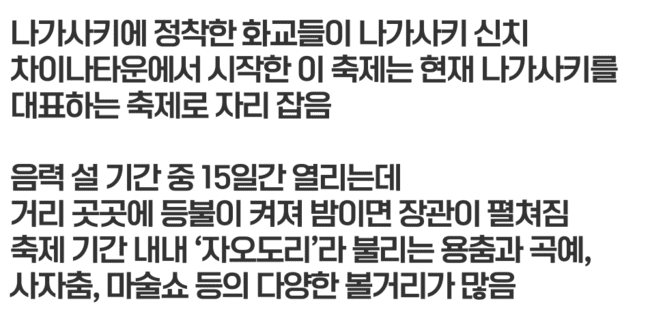 나가사키에 정착한 화교들이 나가사키 신치
차이나타운에서 시작한 이 축제는 현재 나가사키를
대표하는 축제로 자리 잡음
음력 설 기간 중 15일간 열리는데
거리 곳곳에 등불이 켜져 밤이면 장관이 펼쳐짐
축제 기간 내내 ‘자오도리’라 불리는 용춤과 곡예,
사자춤, 마술쇼 등의 다양한 볼거리가 많음